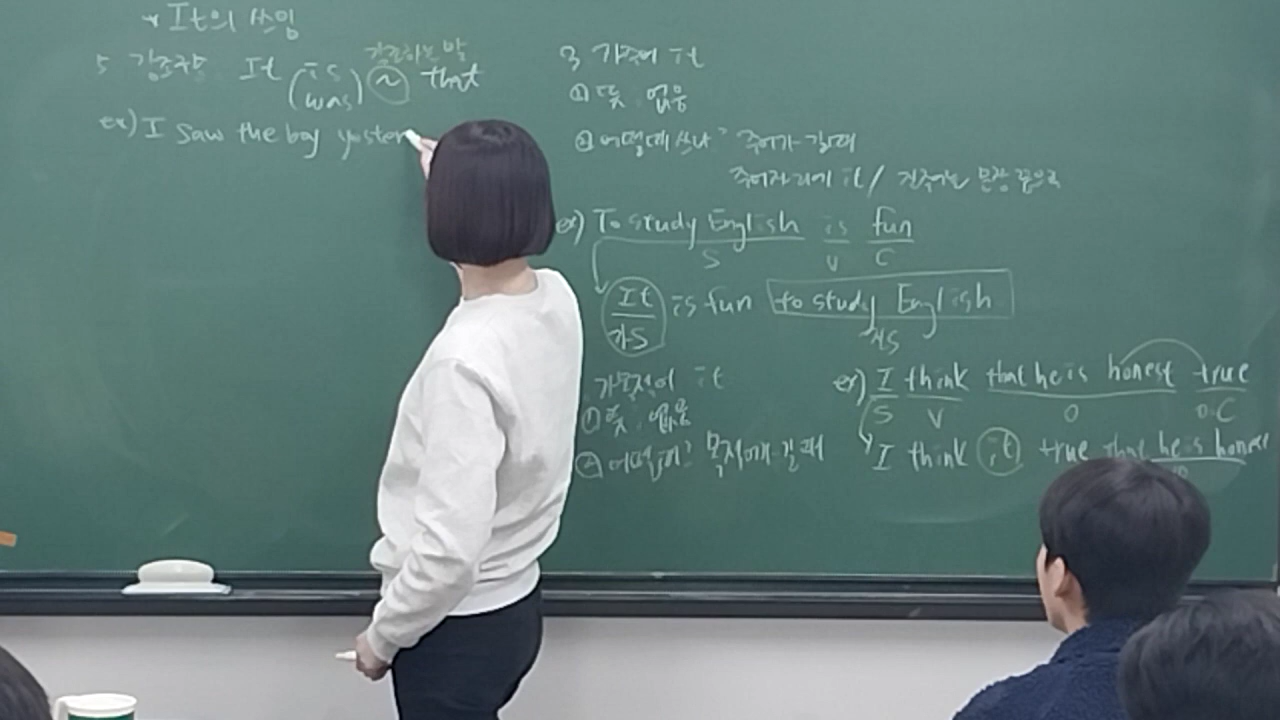 * It의 쓰임
5 강조구문 It (is was) ~ that
강조하는 말
ex) I saw the boy yester
3 가주어 it
① 뜻 : 없음
② 어떻게 쓰나? 주어가 길때
주어자리에 it / 진주어는 문장 끝으로
ex) To study English is fun
S V C
It is fun to study English
가S 진S
가목적어 it
① 뜻 : 없음
② 어떻게? 목적어가 길때
ex) I think that he is honest true
S V O O.C
I think it true that he is honest